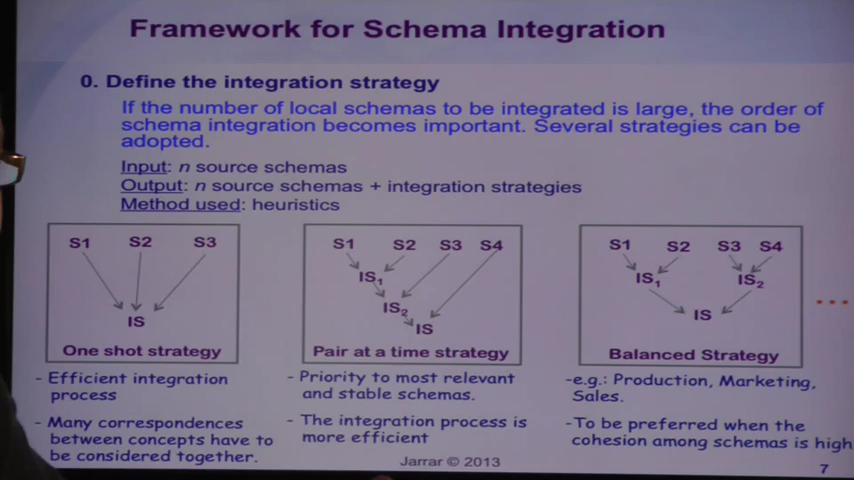 Framework for Schema Integration
0. Define the integration strategy
If the number of local schemas to be integrated is large, the order of
schema integration becomes important. Several strategies can be
adopted.
Input: n source schemas
Output: n source schemas + integration strategies
Method used: heuristics
S1 S2 S3
IS
One shot strategy
- Efficient integration
process
- Many correspondences
between concepts have to
be considered together.
S1 S2 S3 S4
IS1
IS2
IS
Pair at a time strategy
- Priority to most relevant
and stable schemas.
- The integration process is
more efficient
S1 S2 S3 S4
IS1 IS2
IS
Balanced Strategy
-e.g.: Production, Marketing,
Sales.
-To be preferred when the
cohesion among schemas is high
...
Jarrar © 2013
7